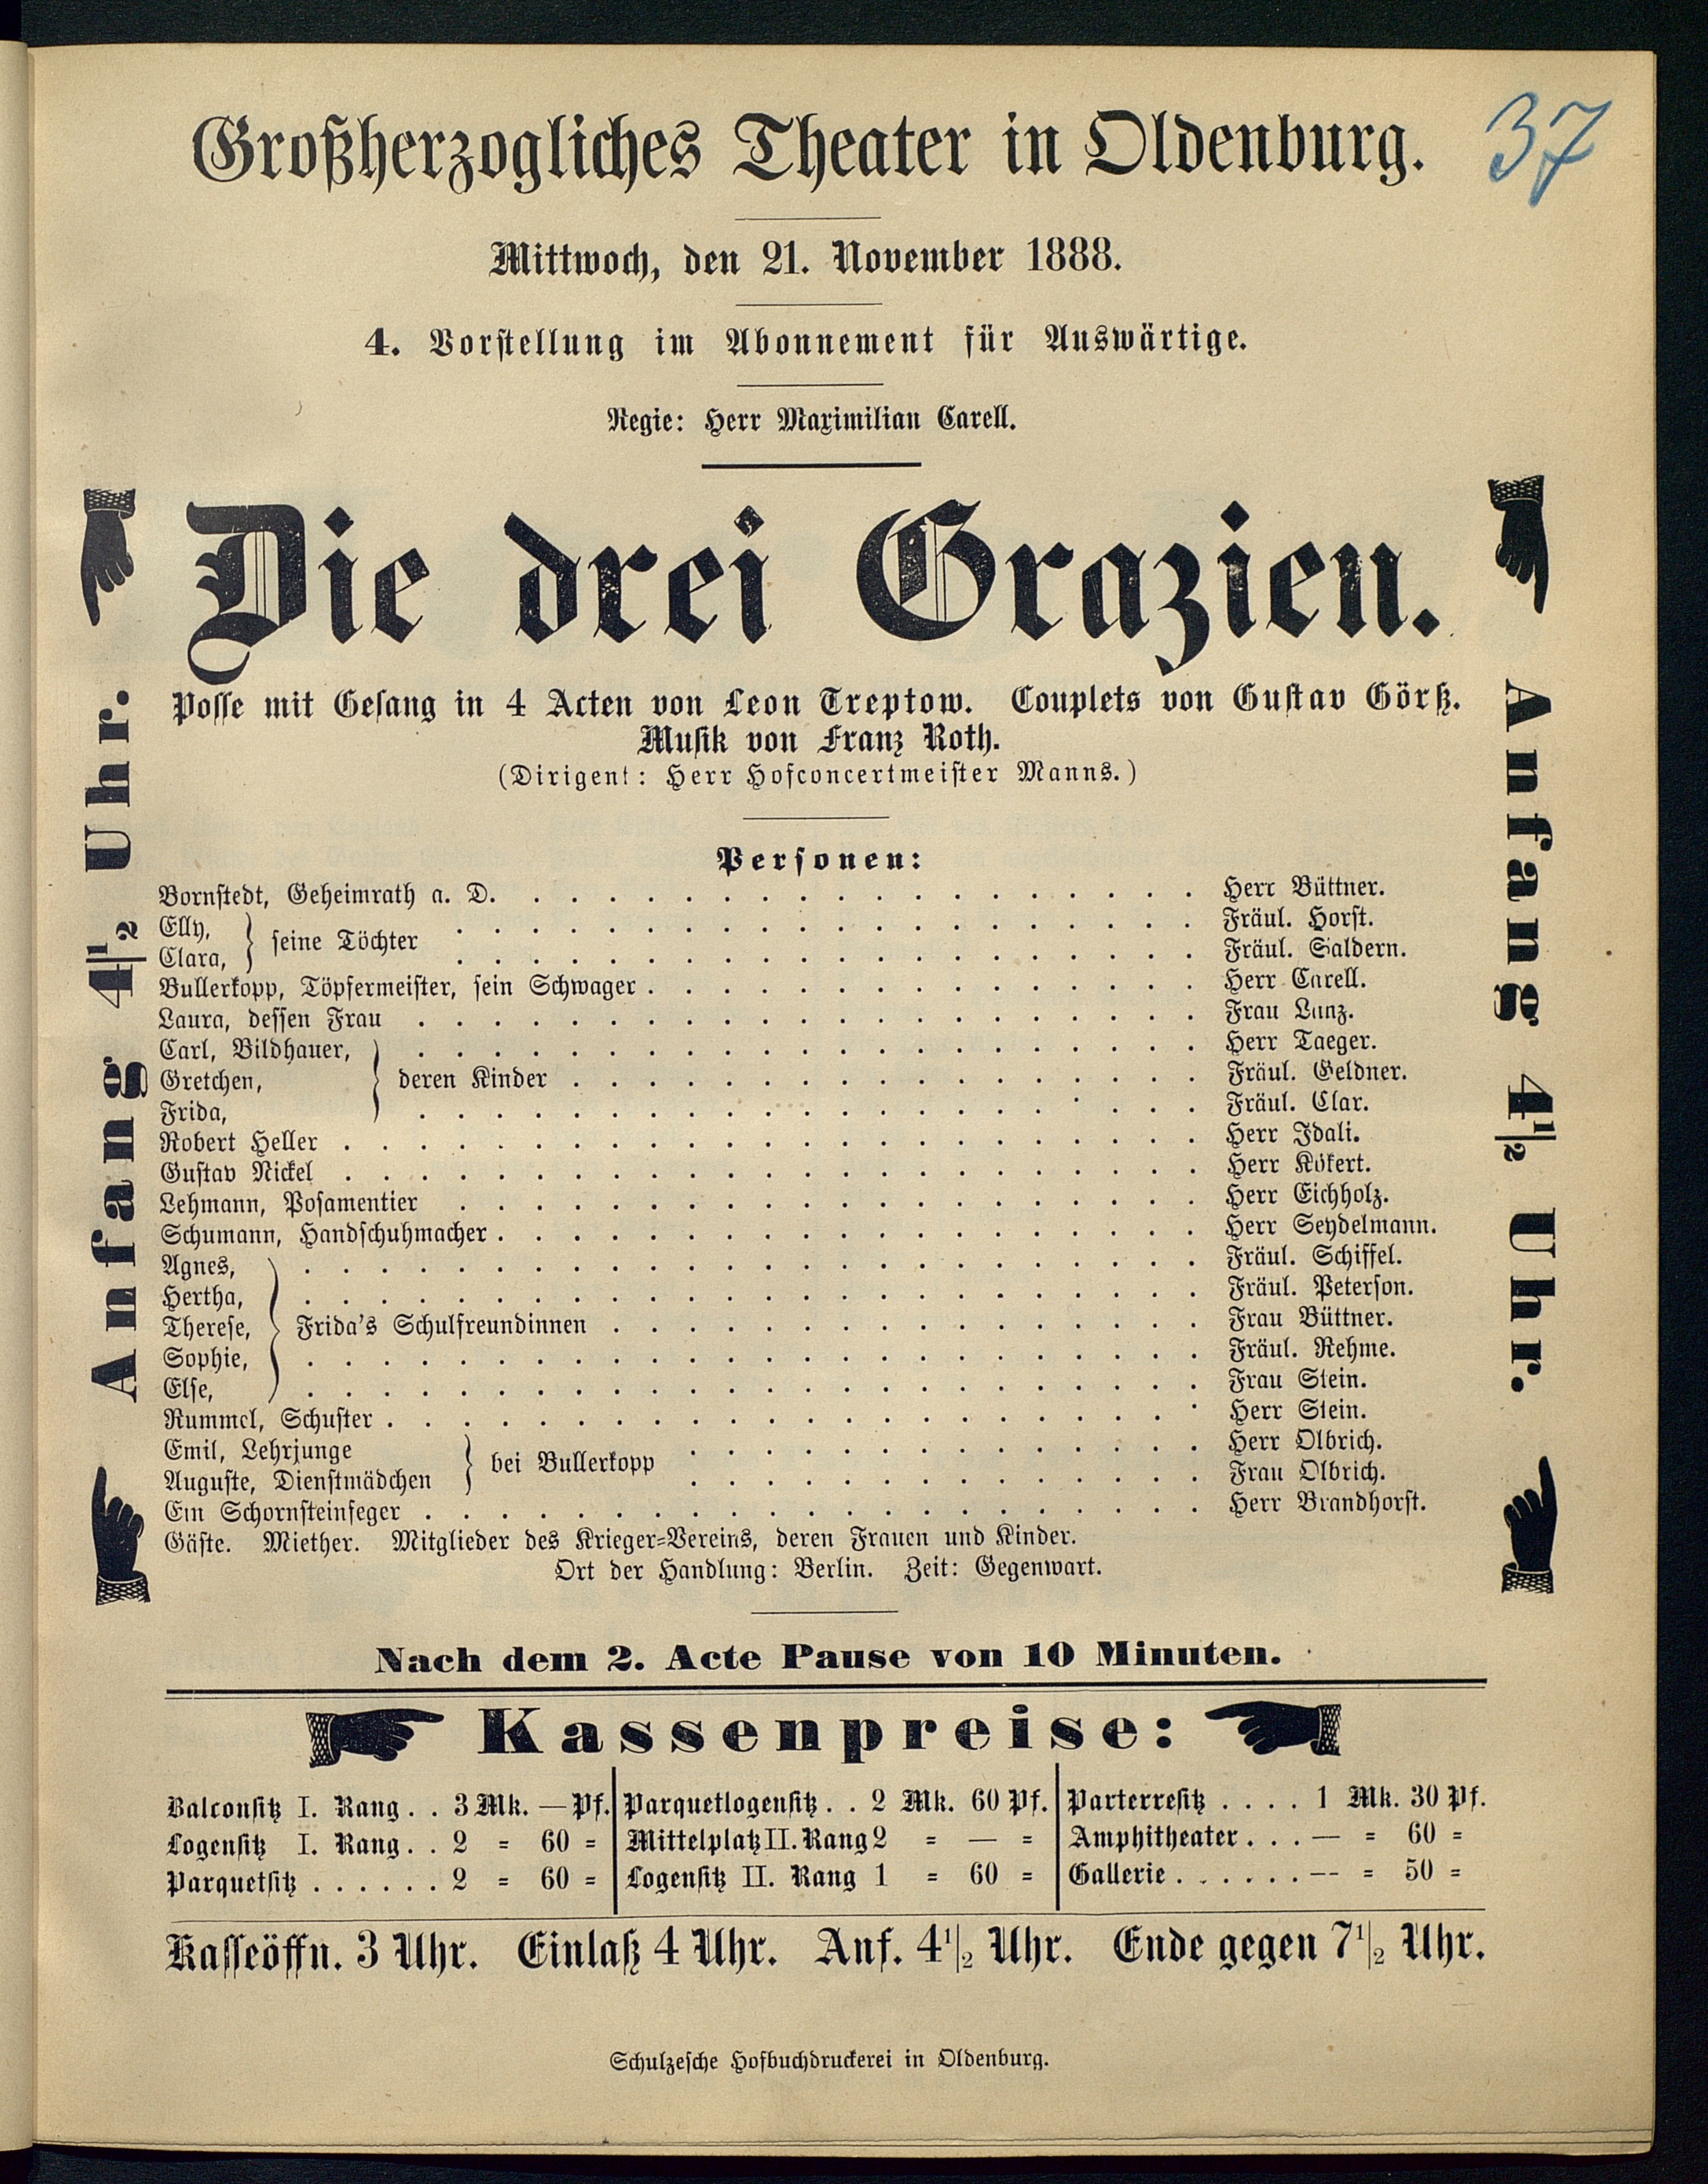 37
Großherzogliches Theater in Oldenburg.
Mittwoch, den 21. November 1888.
4. Vorstellung im Abonnement für Auswärtige.
Regie: Herr Maximilian Carell.
Die drei Grazien.
Posse mit Gesang in 4 Acten von Leon Treptow. Couplets von Gustav Görß.
Musik von Franz Roth.
(Dirigent: Herr Hofconcertmeister Manns.)
Anfang 4½ Uhr.
Anfang 4½ Uhr.
Personen:
Bornstedt, Geheimrath a. D. . . . Herr Büttner.
Elly, } seine Töchter . . . Fräul. Horst.
Clara, } . . . Fräul. Saldern.
Bullerkopp, Töpfermeister, sein Schwager . . . Herr Carell.
Laura, dessen Frau . . . Frau Lanz.
Carl, Bildhauer, } . . . Herr Taeger.
Gretchen, } deren Kinder . . . Fräul. Geldner.
Frida, } . . . Fräul. Clar.
Robert Heller . . . Herr Idali.
Gustav Nickel . . . Herr Kökert.
Lehmann, Posamentier . . . Herr Eichholz.
Schumann, Handschuhmacher . . . Herr Seydelmann.
Agnes, } . . . Fräul. Schiffel.
Hertha, } . . . Fräul. Peterson.
Therese, } Frida's Schulfreundinnen . . . Frau Büttner.
Sophie, } . . . Fräul. Rehme.
Else, } . . . Frau Stein.
Rummel, Schuster . . . Herr Stein.
Emil, Lehrjunge } bei Bullerkopp . . . Herr Olbrich.
Auguste, Dienstmädchen } . . . Frau Olbrich.
Ein Schornsteinfeger . . . Herr Brandhorst.
Gäste. Miether. Mitglieder des Krieger=Vereins, deren Frauen und Kinder.
Ort der Handlung: Berlin. Zeit: Gegenwart.
Nach dem 2. Acte Pause von 10 Minuten.
Kassenpreise:
Balconsitz I. Rang . . 3 Mk. — Pf.
Logensitz I. Rang . . 2 = 60 =
Parquetsitz . . . . . . 2 = 60 =
Parquetlogensitz . . 2 Mk. 60 Pf.
Mittelplatz II. Rang 2 = — =
Logensitz II. Rang 1 = 60 =
Parterresitz . . . . 1 Mk. 30 Pf.
Amphitheater . . . — = 60 =
Gallerie . . . . . . — = 50 =
Kasseöffn. 3 Uhr. Einlaß 4 Uhr. Anf. 4½ Uhr. Ende gegen 7½ Uhr.
Schulzesche Hofbuchdruckerei in Oldenburg.